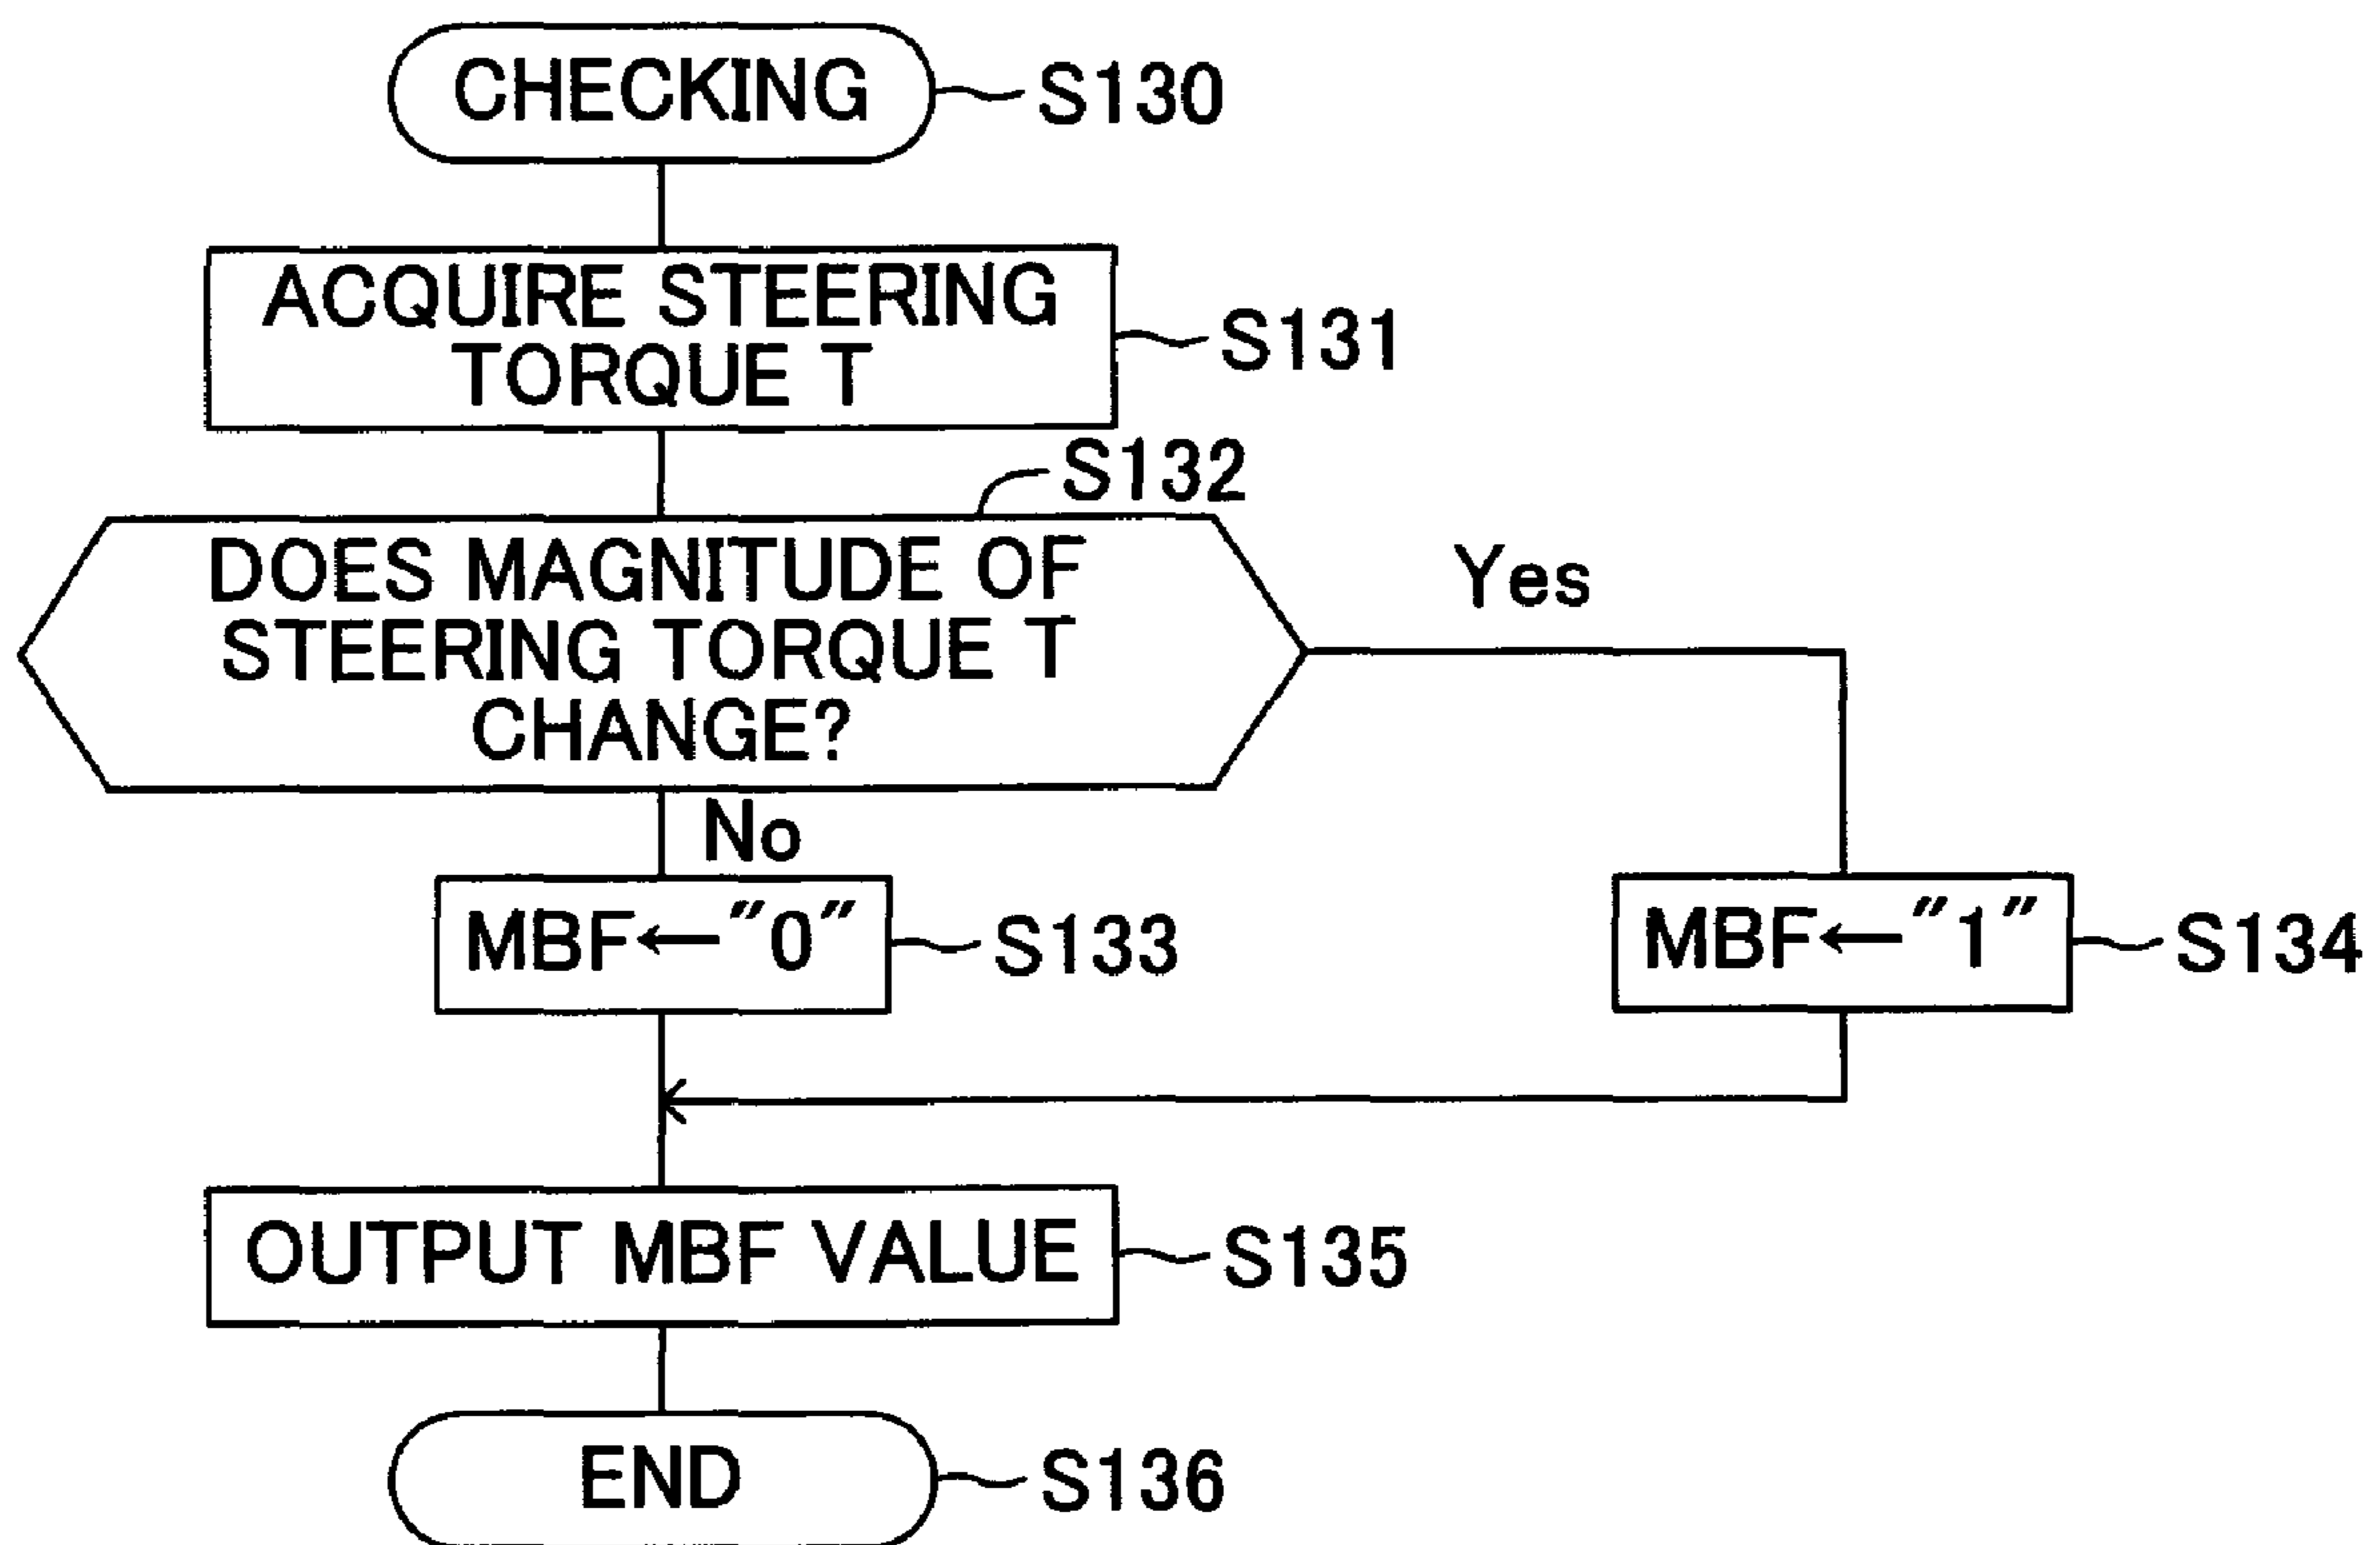 CHECKING
S130
ACQUIRE STEERING
TORQUE T
S131
S132
DOES MAGNITUDE OF
STEERING TORQUE T
CHANGE?
Yes
No
MBF←"0"
S133
MBF←"1"
S134
OUTPUT MBF VALUE
S135
END
S136